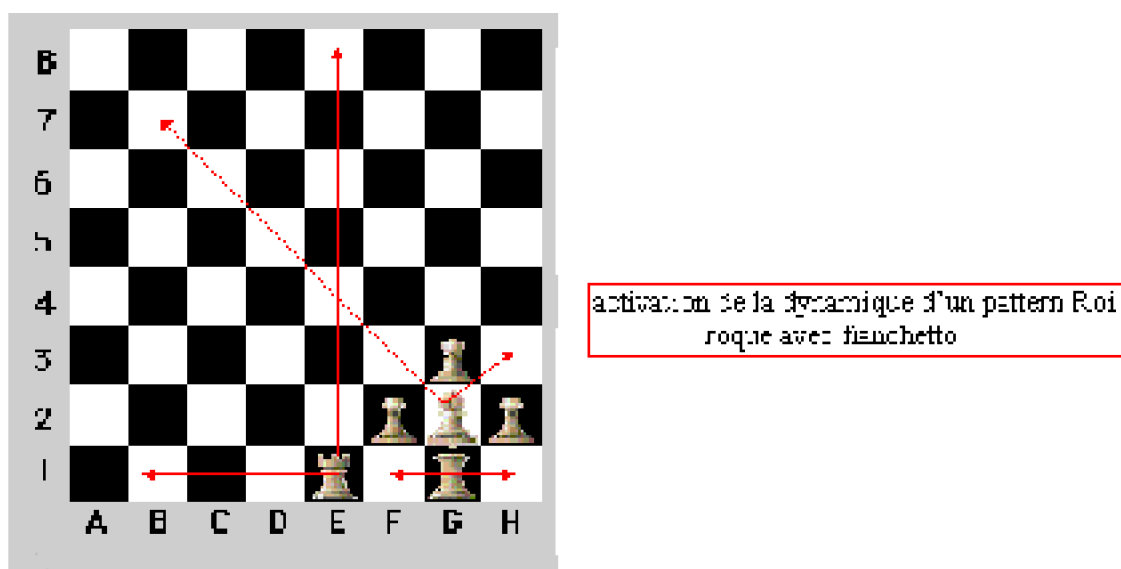 8
7
6
5
4
3
2
1
A B C D E F G H
activation de la dynamique d'un pattern Roi
roque avec fianchetto